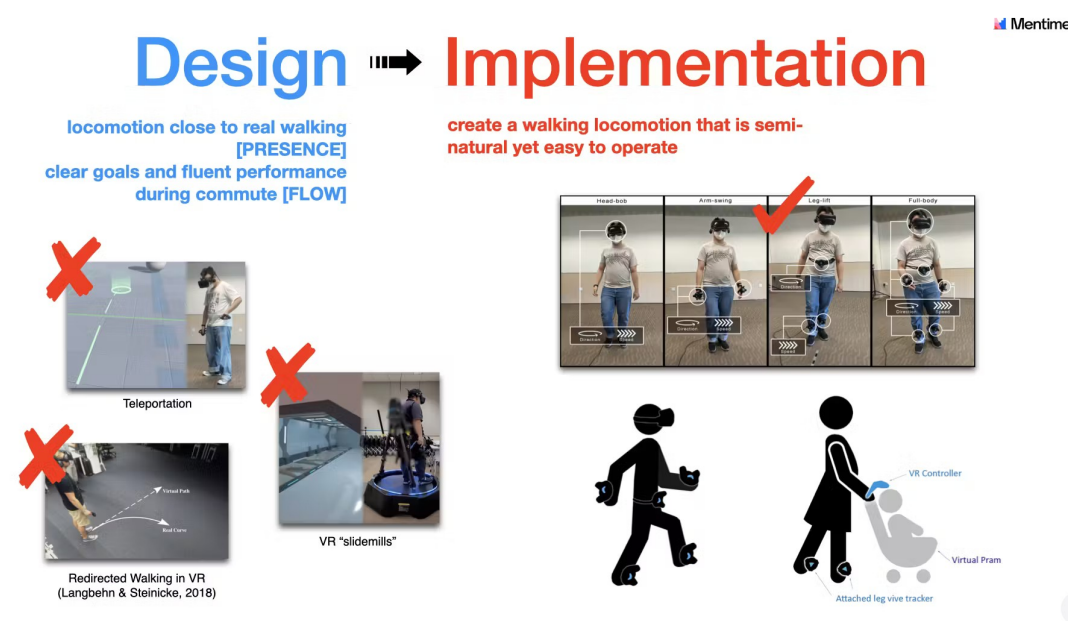 Mentime
Design
Implementation
locomotion close to real walking
[PRESENCE]
clear goals and fluent performance
during commute [FLOW]
create a walking locomotion that is semi-
natural yet easy to operate
Head-bob
Arm-swing
Leg-lift
Full-body
Direction
Speed
Direction
Speed
Direction
Speed
Direction
Speed
Teleportation
Virtual Path
Real Curve
Redirected Walking in VR
(Langbehn & Steinicke, 2018)
VR “slidemills”
VR Controller
Virtual Pram
Attached leg vive tracker